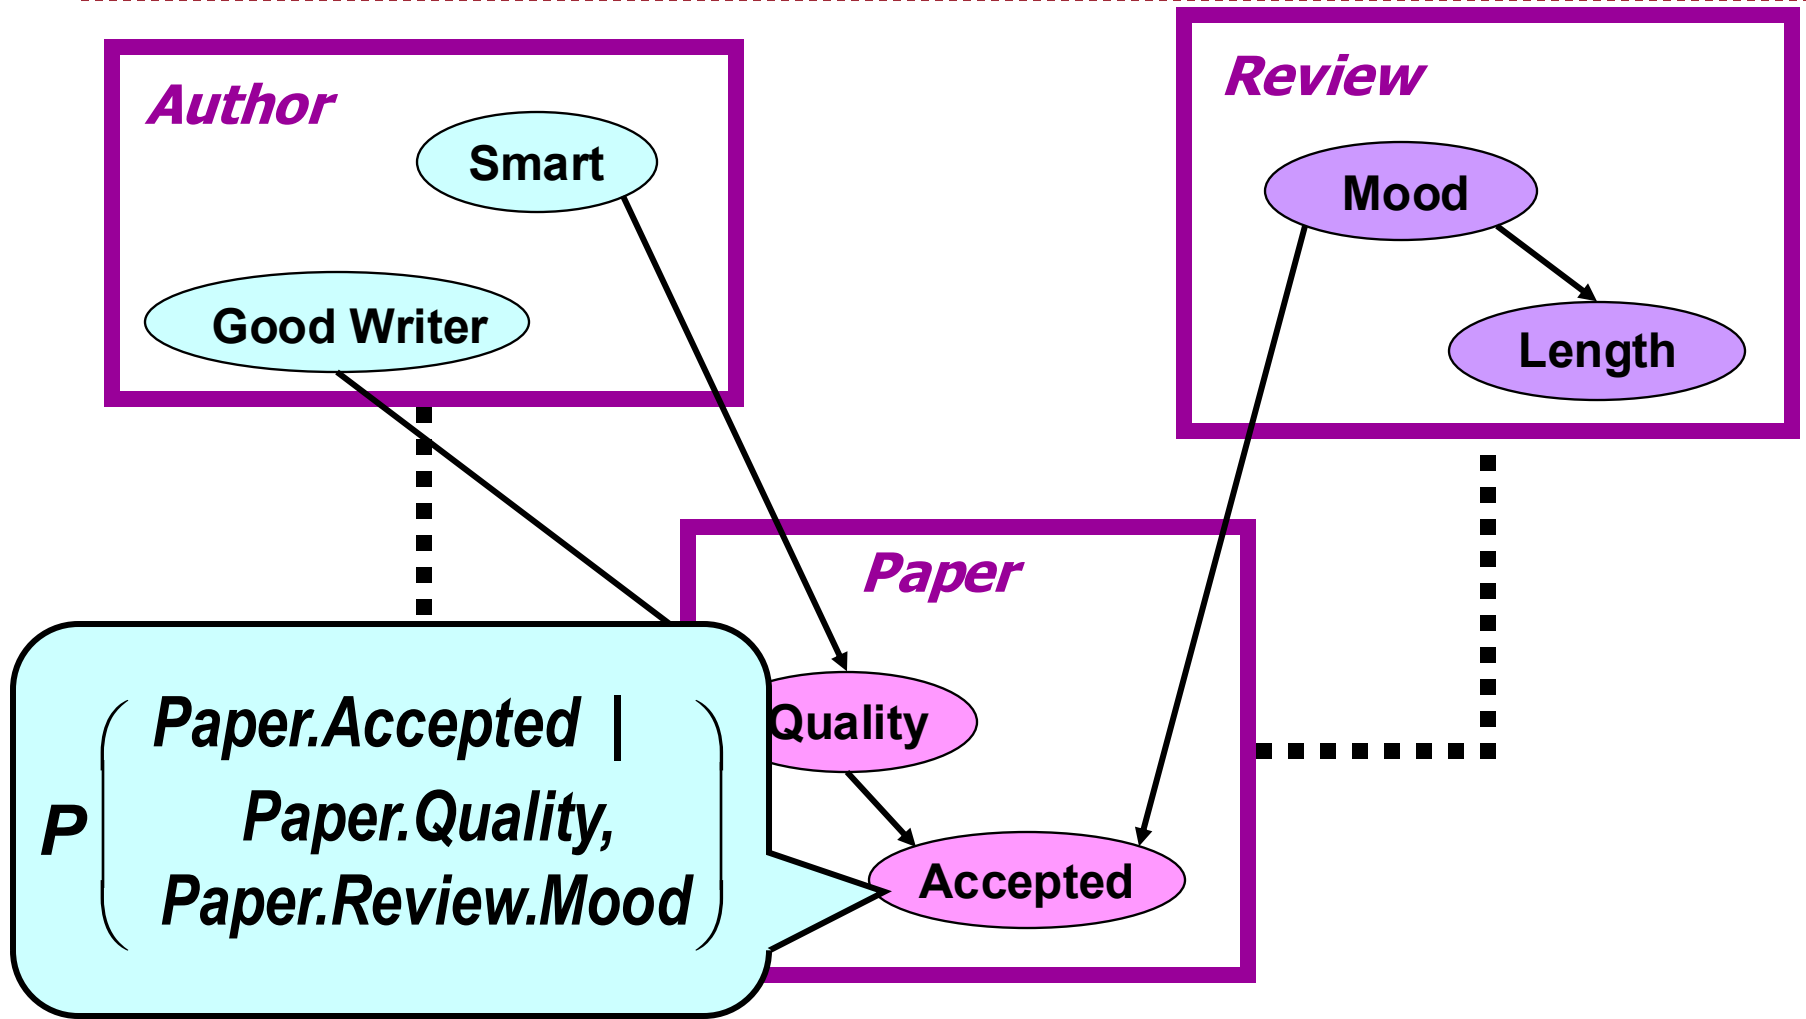 Author
Smart
Good Writer
Review
Mood
Length
Paper
Quality
Accepted
P ( Paper.Accepted |
Paper.Quality,
Paper.Review.Mood )